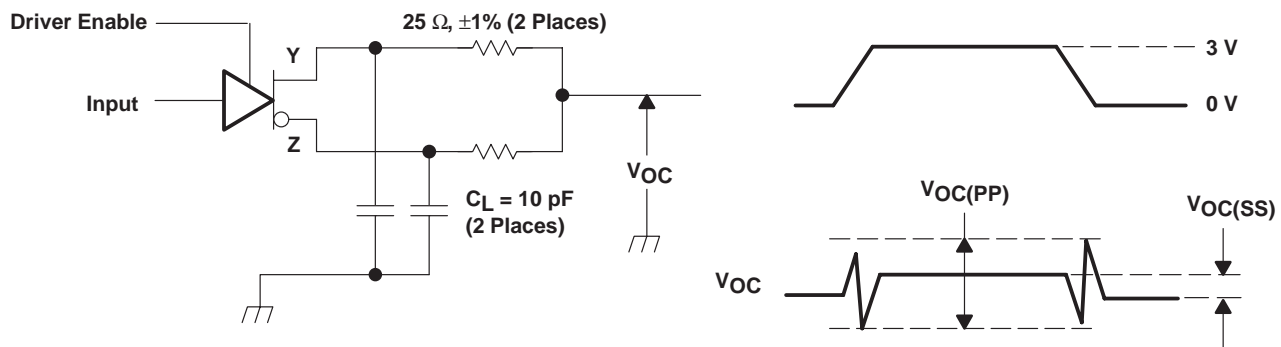 Driver Enable
25 Ω, ±1% (2 Places)
Y
Input
Z
CL = 10 pF
(2 Places)
VOC
3 V
0 V
VOC(PP)
VOC(SS)
VOC